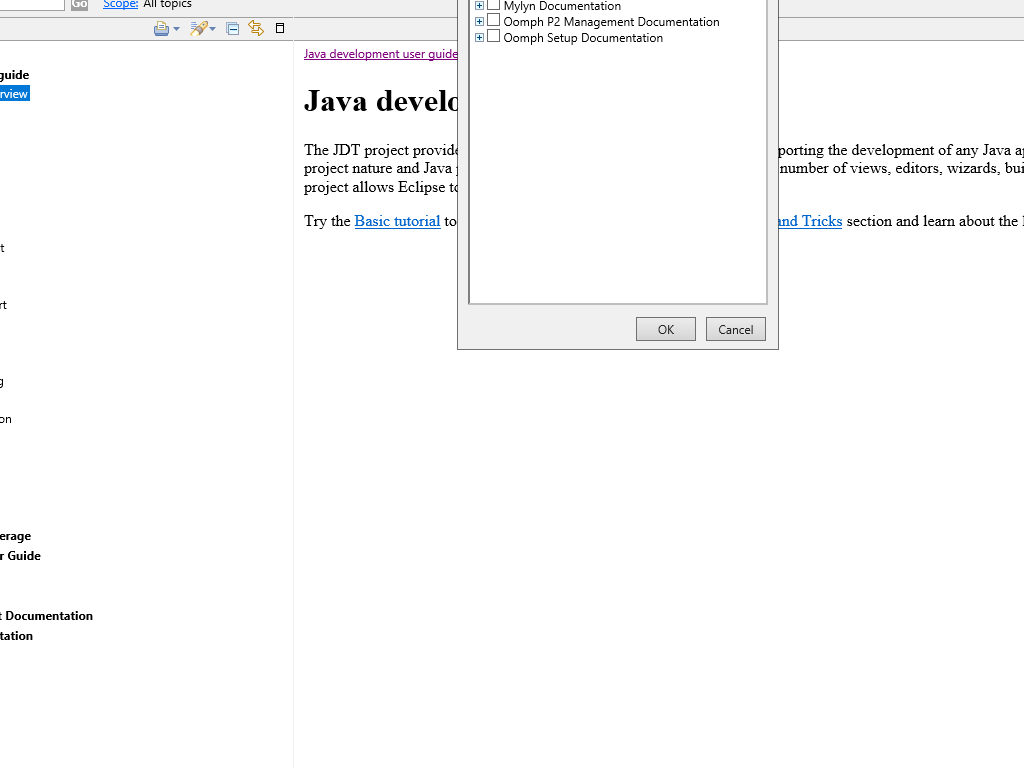 Go Scope: All topics
Mylyn Documentation
Oomph P2 Management Documentation
Oomph Setup Documentation
OK Cancel
guide
rview
t
rt
g
on
erage
r Guide
t Documentation
tation
Java development user guide
Java develo
The JDT project provide porting the development of any Java ap
project nature and Java number of views, editors, wizards, bui
project allows Eclipse to
Try the Basic tutorial to and Tricks section and learn about the